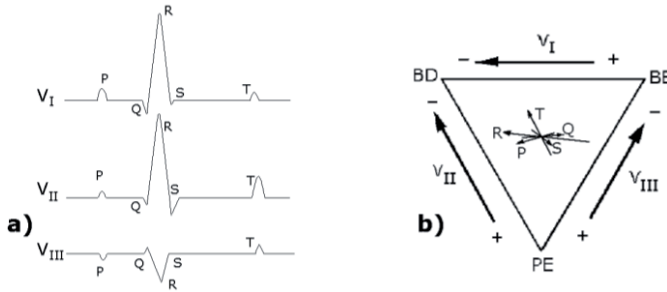 R
P
T
S
V_I
Q
R
P
T
S
V_II
Q
a)
T
V_III
Q
S
P
R
V_I
- +
BD
BE
- -
T
R
Q
P
S
V_II
V_III
b)
+ +
PE